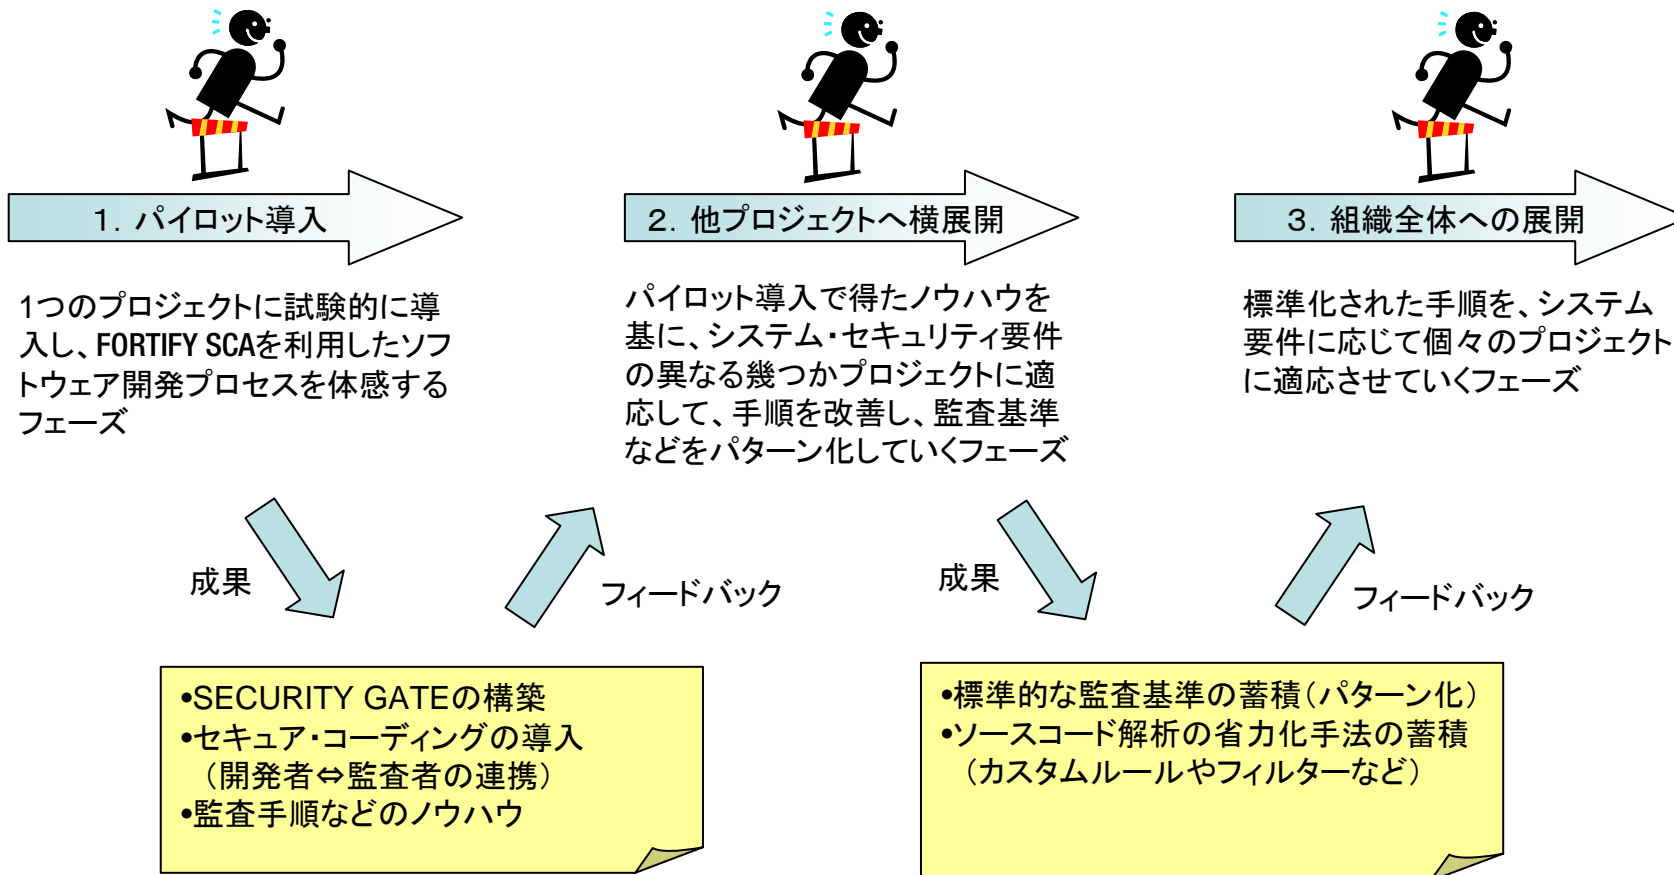 1．パイロット導入
1つのプロジェクトに試験的に導
入し、FORTIFY SCAを利用したソフ
トウェア開発プロセスを体感する
フェーズ
2．他プロジェクトへ横展開
パイロット導入で得たノウハウを
基に、システム・セキュリティ要件
の異なる幾つかプロジェクトに適
応して、手順を改善し、監査基準
などをパターン化していくフェーズ
3．組織全体への展開
標準化された手順を、システム
要件に応じて個々のプロジェクト
に適応させていくフェーズ
成果
フィードバック
成果
フィードバック
•SECURITY GATEの構築
•セキュア・コーディングの導入
（開発者⇔監査者の連携）
•監査手順などのノウハウ
•標準的な監査基準の蓄積（パターン化）
•ソースコード解析の省力化手法の蓄積
（カスタムルールやフィルターなど）